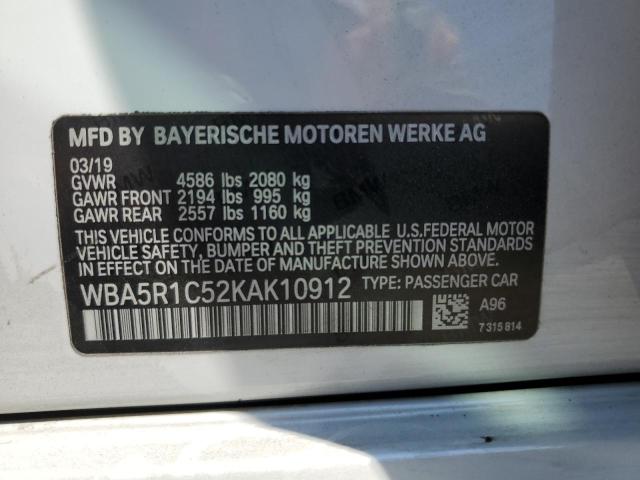 MFD BY BAYERISCHE MOTOREN WERKE AG
03/19
GVWR 4586 lbs 2080 kg
GAWR FRONT 2194 lbs 995 kg
GAWR REAR 2557 lbs 1160 kg
THIS VEHICLE CONFORMS TO ALL APPLICABLE U.S.FEDERAL MOTOR
VEHICLE SAFETY, BUMPER AND THEFT PREVENTION STANDARDS
IN EFFECT ON THE DATE OF MANUFACTURE SHOWN ABOVE.
WBA5R1C52KAK10912 TYPE: PASSENGER CAR
A96
7315814